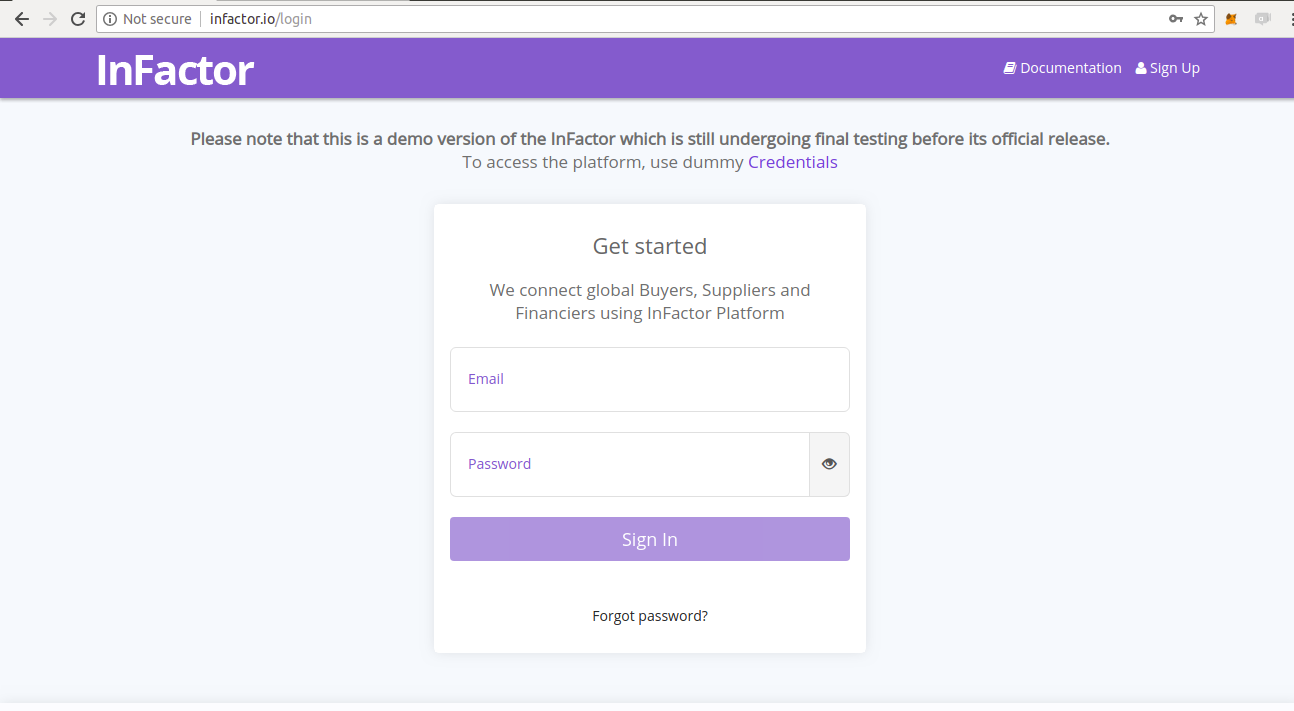 Not secure infactor.io/login
InFactor
Documentation Sign Up
Please note that this is a demo version of the InFactor which is still undergoing final testing before its official release.
To access the platform, use dummy Credentials
Get started
We connect global Buyers, Suppliers and
Financiers using InFactor Platform
Email
Password
Sign In
Forgot password?